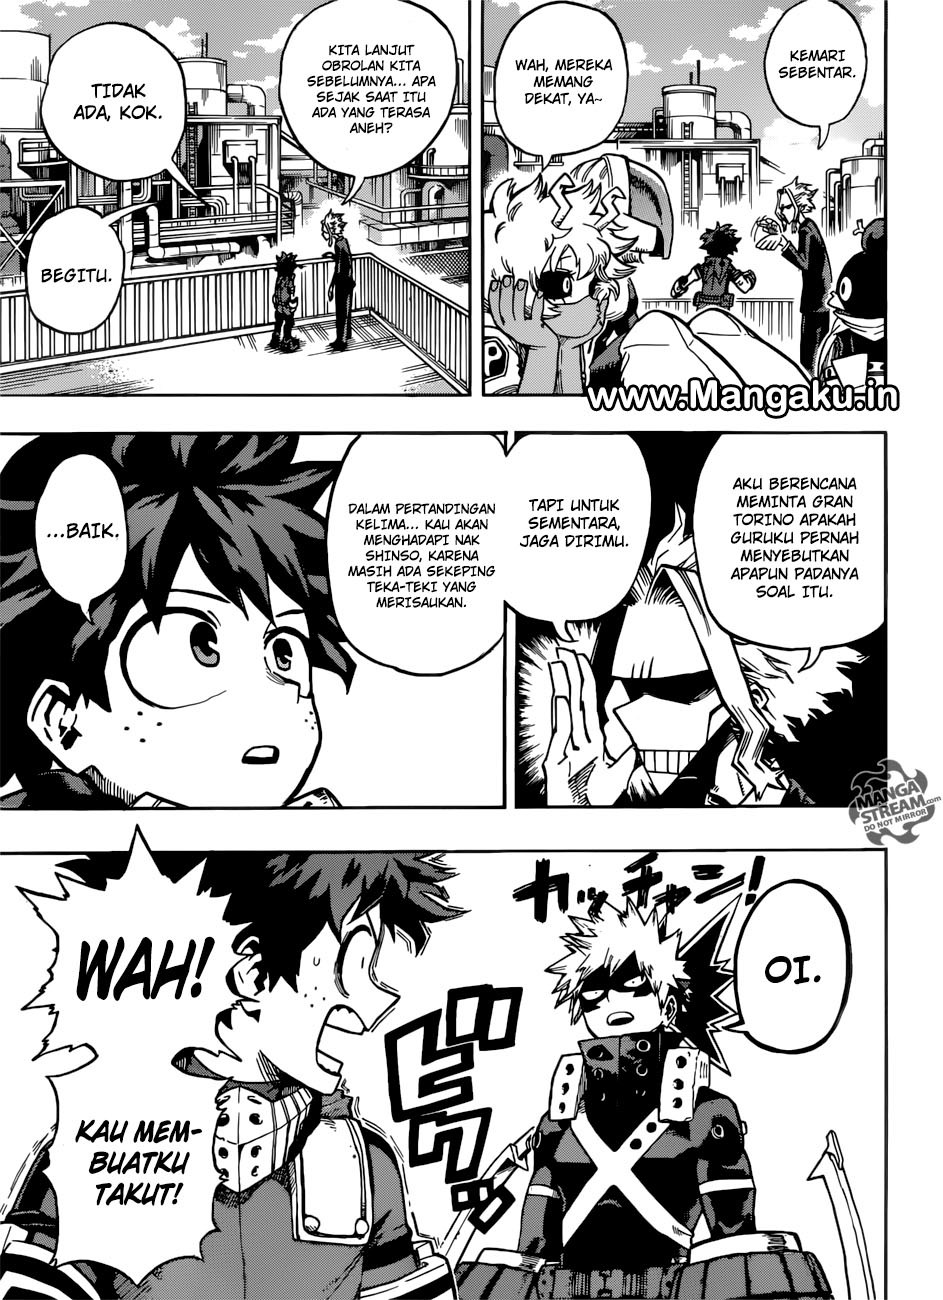 KEMARI
SEBENTAR.
WAH, MEREKA
MEMANG
DEKAT, YA~
KITA LANJUT
OBROLAN KITA
SEBELUMNYA... APA
SEJAK SAAT ITU
ADA YANG TERASA
ANEH?
TIDAK
ADA, KOK.
BEGITU.
www.Mangaku.in
AKU BERENCANA
MEMINTA GRAN
TORINO APAKAH
GURUKU PERNAH
MENYEBUTKAN
APAPUN PADANYA
SOAL ITU.
TAPI UNTUK
SEMENTARA,
JAGA DIRIMU.
DALAM PERTANDINGAN
KELIMA... KAU AKAN
MENGHADAPI NAK
SHINSO, KARENA
MASIH ADA SEKEPING
TEKA-TEKI YANG
MERISAUKAN.
...BAIK.
MANGA
STREAM.com
DO NOT MIRROR!
OI.
カッチャン!
ビクッ!!
WAH!
KAU MEM-
BUATKU
TAKUT!